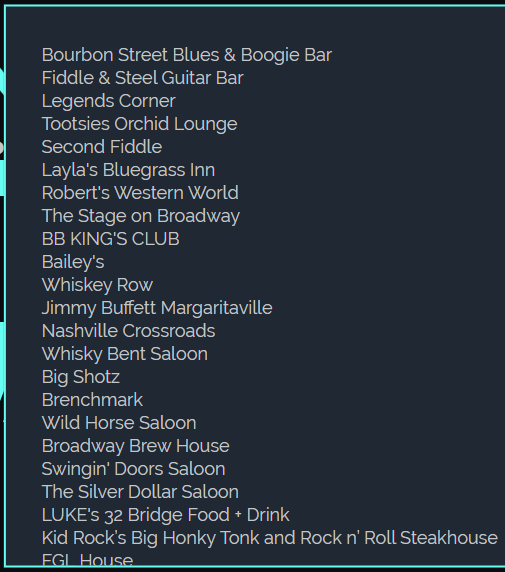 Bourbon Street Blues & Boogie Bar
Fiddle & Steel Guitar Bar
Legends Corner
Tootsies Orchid Lounge
Second Fiddle
Layla's Bluegrass Inn
Robert's Western World
The Stage on Broadway
BB KING'S CLUB
Bailey's
Whiskey Row
Jimmy Buffett Margaritaville
Nashville Crossroads
Whisky Bent Saloon
Big Shotz
Brenchmark
Wild Horse Saloon
Broadway Brew House
Swingin' Doors Saloon
The Silver Dollar Saloon
LUKE's 32 Bridge Food + Drink
Kid Rock’s Big Honky Tonk and Rock n’ Roll Steakhouse
FGL House